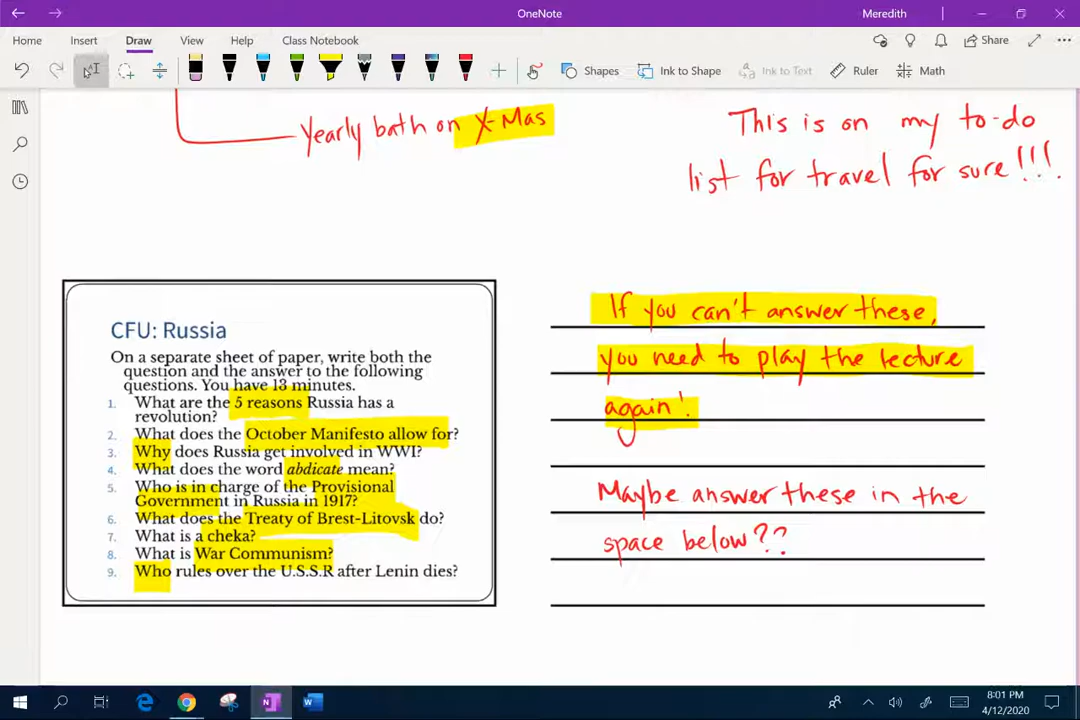 OneNote
Meredith
Home Insert Draw View Help Class Notebook
Share
Shapes
Ink to Shape
Ink to Text
Ruler
Math
Yearly bath on X-Mas
This is on my to-do
list for travel for sure!!!
CFU: Russia
On a separate sheet of paper, write both the
question and the answer to the following
questions. You have 13 minutes.
1. What are the 5 reasons Russia has a
revolution?
2. What does the October Manifesto allow for?
3. Why does Russia get involved in WWI?
4. What does the word abdicate mean?
5. Who is in charge of the Provisional
Government in Russia in 1917?
6. What does the Treaty of Brest-Litovsk do?
7. What is a cheka?
8. What is War Communism?
9. Who rules over the U.S.S.R after Lenin dies?
If you can't answer these,
you need to play the lecture
again!
Maybe answer these in the
space below??
8:01 PM
4/12/2020